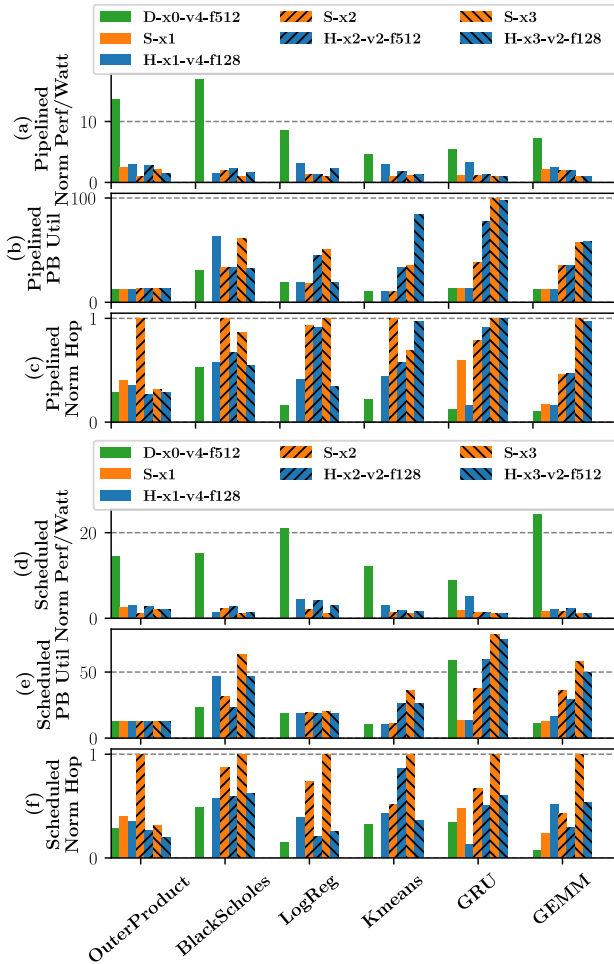 D-x0-v4-f512
S-x1
H-x1-v4-f128
S-x2
H-x2-v2-f512
S-x3
H-x3-v2-f128
(a)
Pipelined
Norm Perf/Watt
10
0
(b)
Pipelined
PB Util
100
0
(c)
Pipelined
Norm Hop
1
0
D-x0-v4-f512
S-x1
H-x1-v4-f128
S-x2
H-x2-v2-f128
S-x3
H-x3-v2-f512
(d)
Scheduled
Norm Perf/Watt
20
0
(e)
Scheduled
PB Util
50
0
(f)
Scheduled
Norm Hop
1
0
OuterProduct
BlackScholes
LogReg
Kmeans
GRU
GEMM